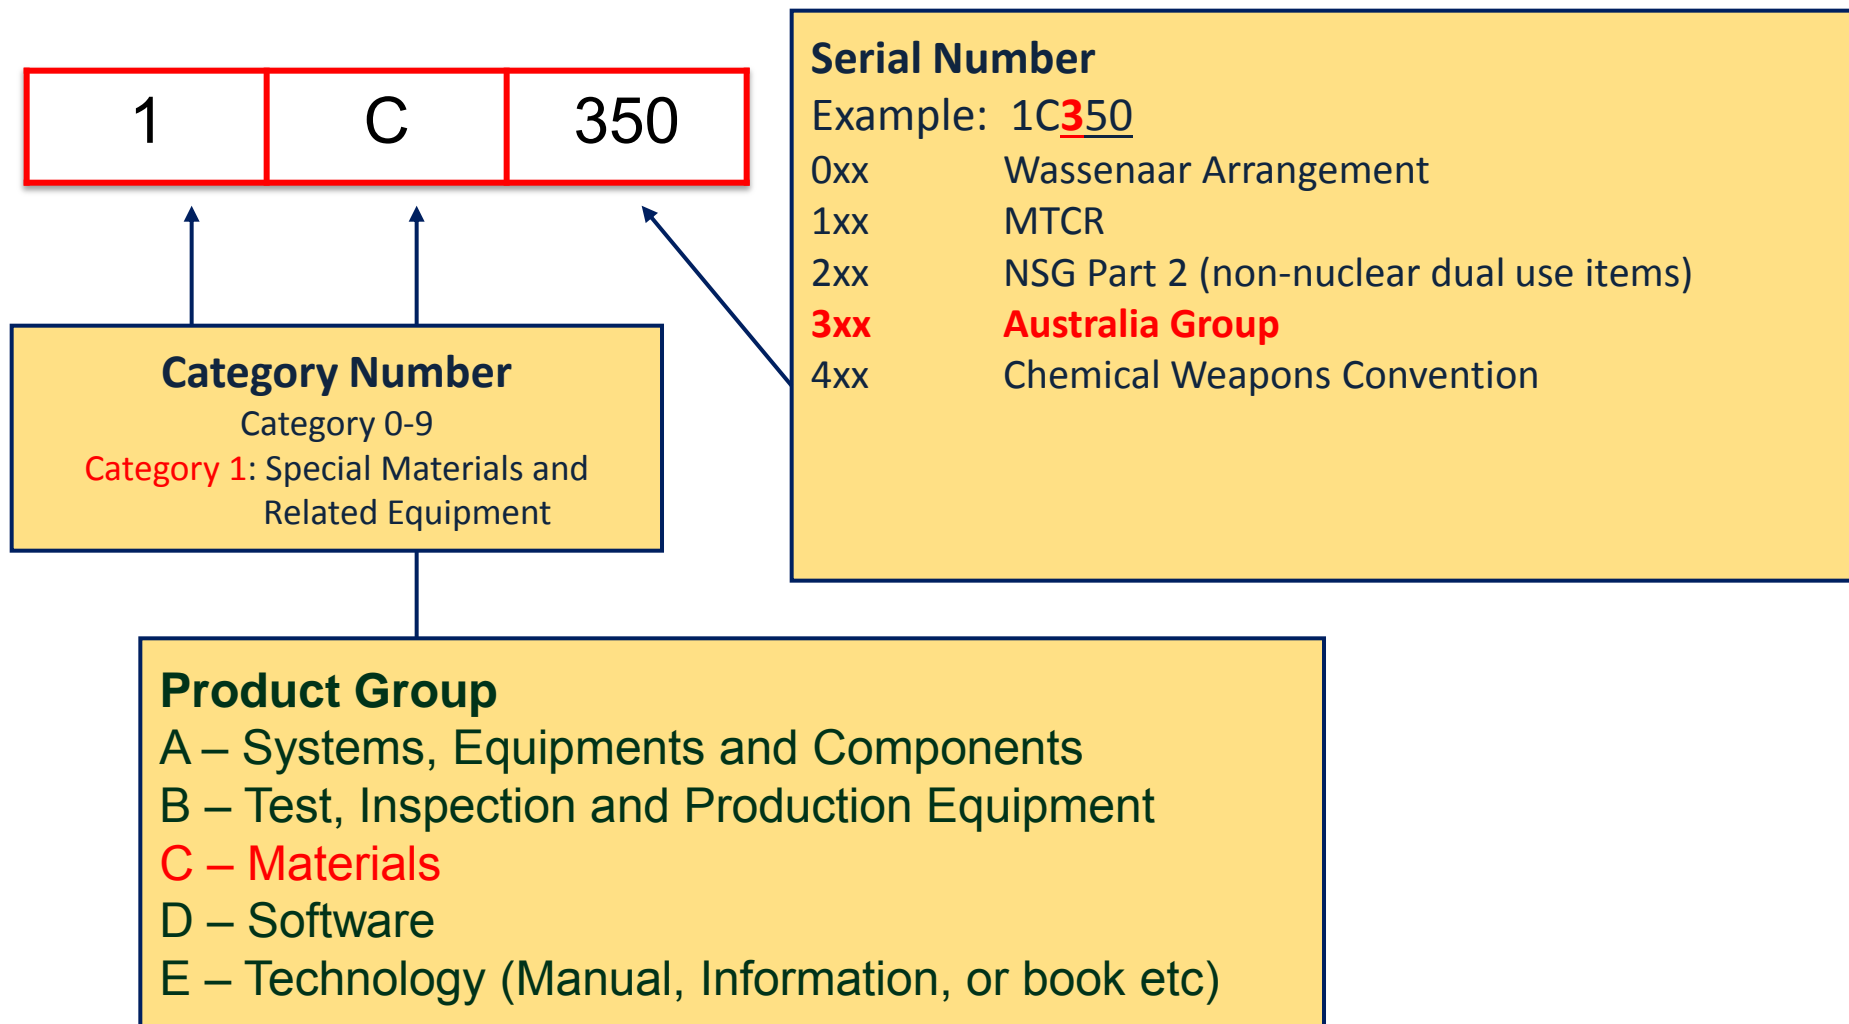 1 C 350
Serial Number
Example: 1C350
0xx Wassenaar Arrangement
1xx MTCR
2xx NSG Part 2 (non-nuclear dual use items)
3xx Australia Group
4xx Chemical Weapons Convention
Category Number
Category 0-9
Category 1: Special Materials and
Related Equipment
Product Group
A – Systems, Equipments and Components
B – Test, Inspection and Production Equipment
C – Materials
D – Software
E – Technology (Manual, Information, or book etc)